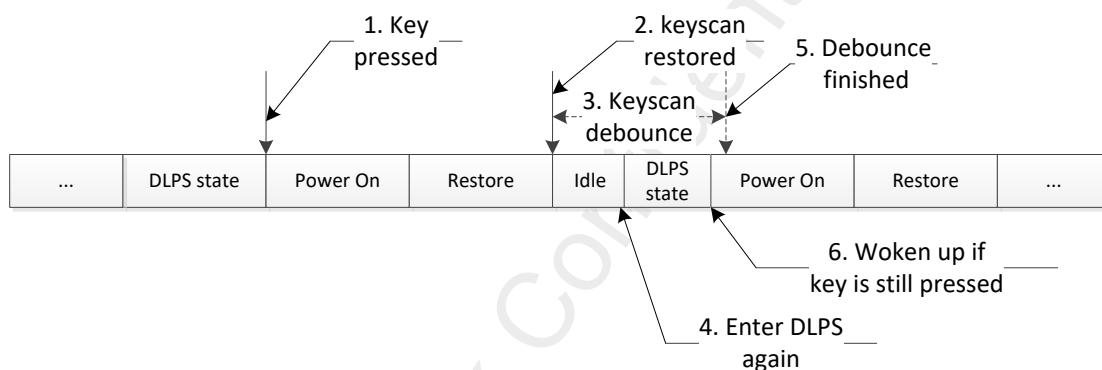 1. Key
pressed
2. keyscan
restored
5. Debounce
finished
3. Keyscan
debounce
...
DLPS state
Power On
Restore
Idle
DLPS
state
Power On
Restore
...
6. Woken up if
key is still pressed
4. Enter DLPS
again